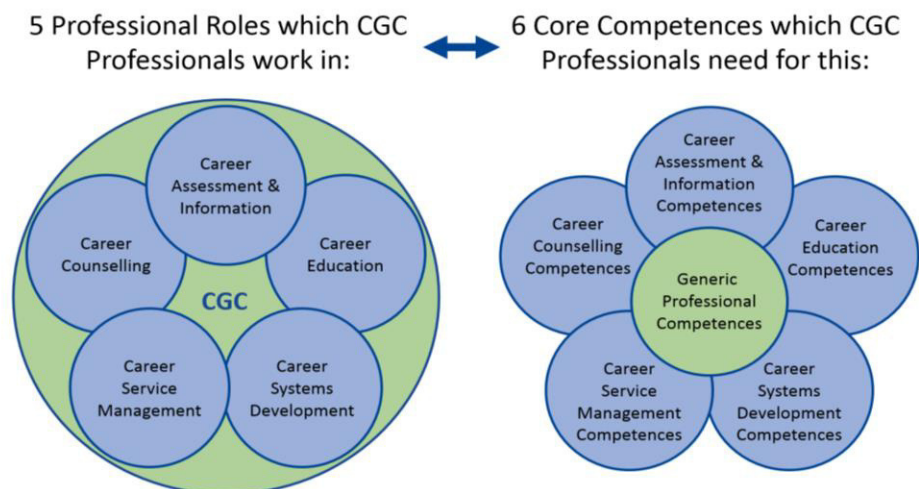 5 Professional Roles which CGC
Professionals work in:
6 Core Competences which CGC
Professionals need for this:
Career
Assessment &
Information
Career
Counselling
Career
Education
CGC
Career
Service
Management
Career
Systems
Development
Career
Assessment &
Information
Competences
Career
Counselling
Competences
Career
Education
Competences
Generic
Professional
Competences
Career
Service
Management
Competences
Career
Systems
Development
Competences